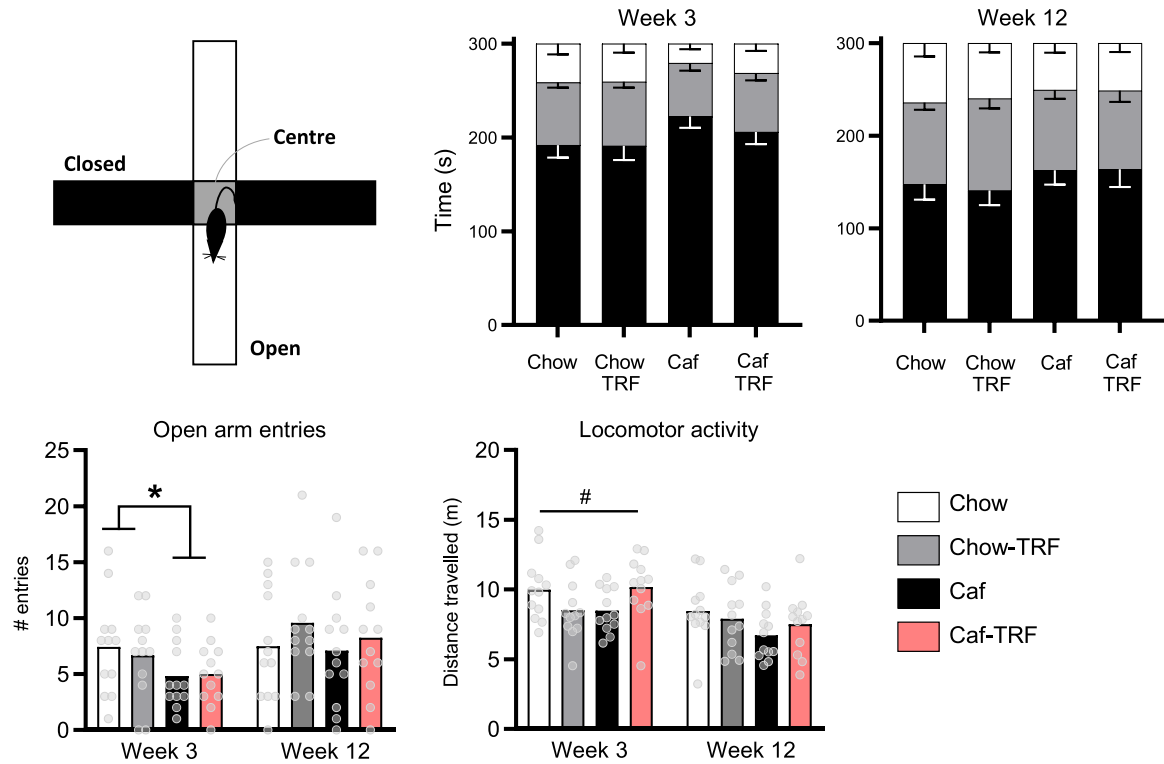 Centre
Closed
Open
Week 3
Time (s)
300
200
100
0
Chow
Chow
TRF
Caf
Caf
TRF
Week 12
300
200
100
0
Chow
Chow
TRF
Caf
Caf
TRF
Open arm entries
# entries
25
20
15
10
5
0
*
Week 3
Week 12
Locomotor activity
Distance travelled (m)
20
15
10
5
0
#
Week 3
Week 12
Chow
Chow-TRF
Caf
Caf-TRF